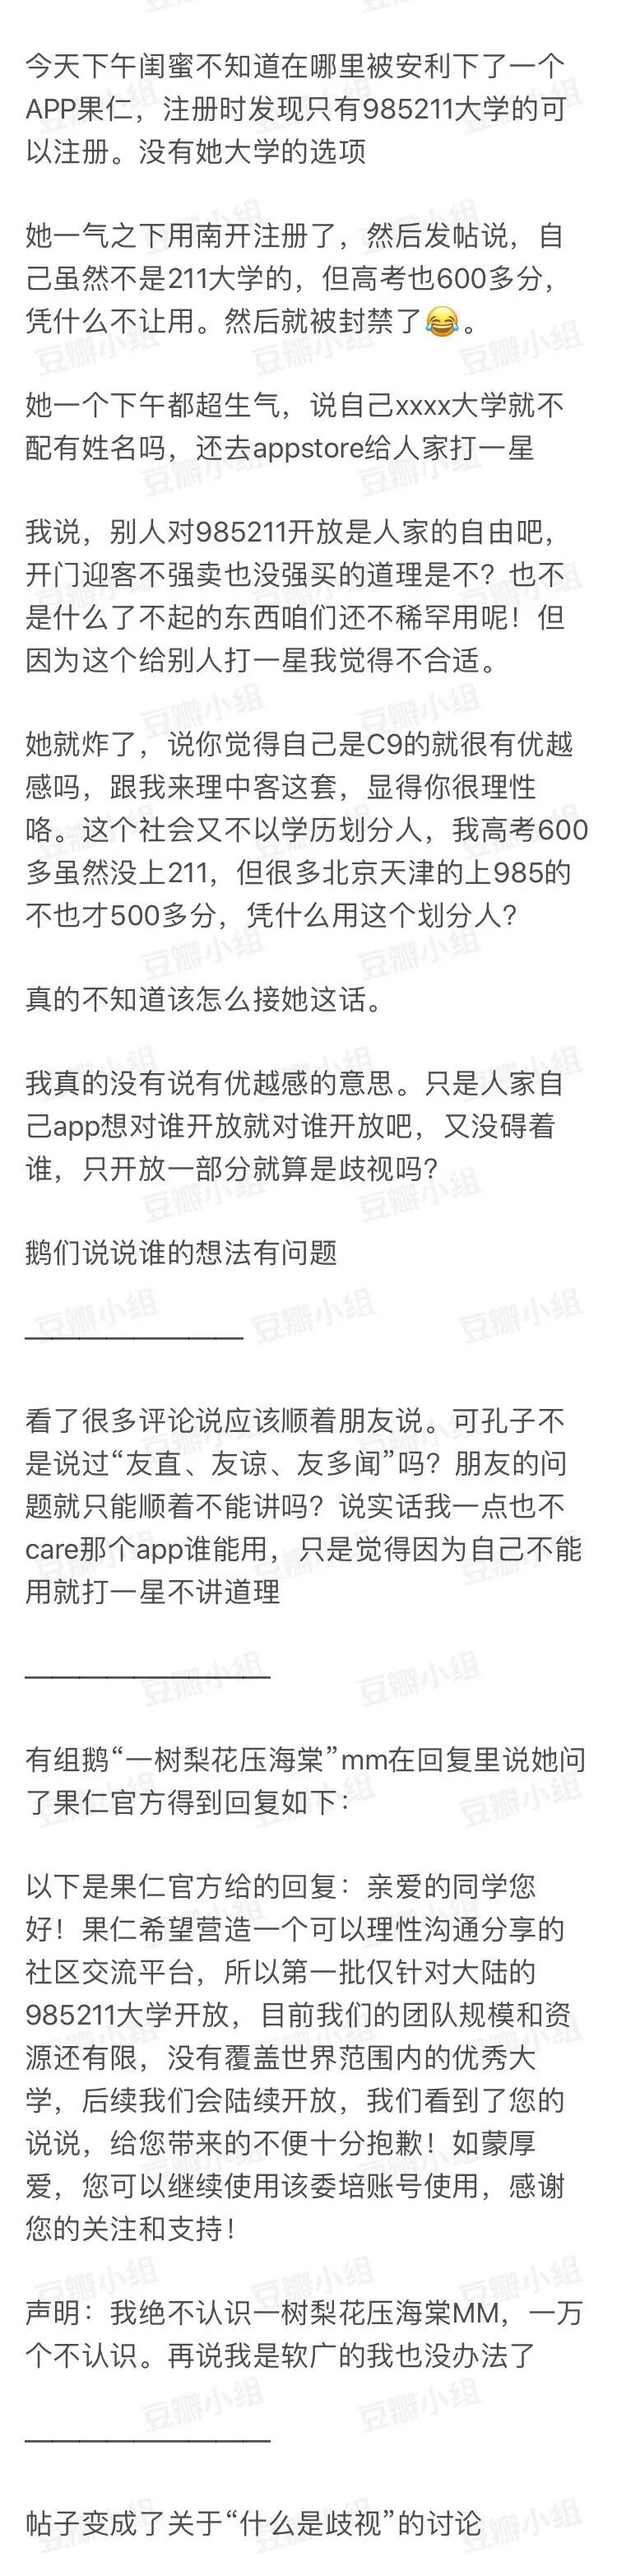 今天下午闺蜜不知道在哪里被安利下了一个
APP果仁，注册时发现只有985211大学的可
以注册。没有她大学的选项
她一气之下用南开注册了，然后发帖说，自
己虽然不是211大学的，但高考也600多分，
凭什么不让用。然后就被封禁了😂。
她一个下午都超生气，说自己xxxx大学就不
配有姓名吗，还去appstore给人家打一星
我说，别人对985211开放是人家的自由吧，
开门迎客不强卖也没强买的道理是不？也不
是什么了不起的东西咱们还不稀罕用呢！但
因为这个给别人打一星我觉得不合适。
她就炸了，说你觉得自己是C9的就很有优越
感吗，跟我来理中客这套，显得你很理性
咯。这个社会又不以学历划分人，我高考600
多虽然没上211，但很多北京天津的上985的
不也才500多分，凭什么用这个划分人？
真的不知道该怎么接她这话。
我真的没有说有优越感的意思。只是人家自
己app想对谁开放就对谁开放吧，又没碍着
谁，只开放一部分就算是歧视吗？
鹅们说说谁的想法有问题
————————
看了很多评论说应该顺着朋友说。可孔子不
是说过“友直、友谅、友多闻”吗？朋友的问
题就只能顺着不能讲吗？说实话我一点也不
care那个app谁能用，只是觉得因为自己不能
用就打一星不讲道理
—————————
有组鹅“一树梨花压海棠”mm在回复里说她问
了果仁官方得到回复如下：
以下是果仁官方给的回复：亲爱的同学您
好！果仁希望营造一个可以理性沟通分享的
社区交流平台，所以第一批仅针对大陆的
985211大学开放，目前我们的团队规模和资
源还有限，没有覆盖世界范围内的优秀大
学，后续我们会陆续开放，我们看到了您的
说说，给您带来的不便十分抱歉！如蒙厚
爱，您可以继续使用该委培账号使用，感谢
您的关注和支持！
声明：我绝不认识一树梨花压海棠MM，一万
个不认识。再说我是软广的我也没办法了
—————————
帖子变成了关于“什么是歧视”的讨论